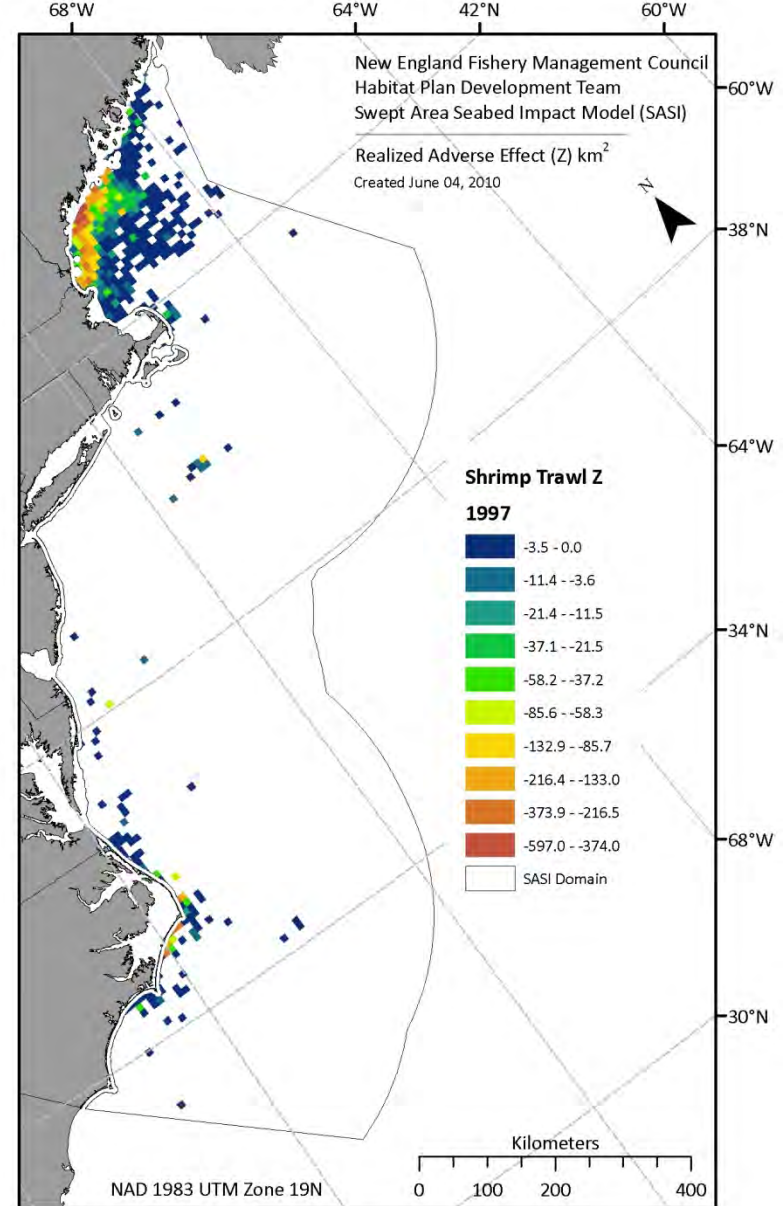 68°W 64°W 42°N 60°W
New England Fishery Management Council
Habitat Plan Development Team
Swept Area Seabed Impact Model (SASI)
Realized Adverse Effect (Z) km²
Created June 04, 2010
N
60°W
38°N
64°W
34°N
68°W
30°N
Shrimp Trawl Z
1997
-3.5 - 0.0
-11.4 - -3.6
-21.4 - -11.5
-37.1 - -21.5
-58.2 - -37.2
-85.6 - -58.3
-132.9 - -85.7
-216.4 - -133.0
-373.9 - -216.5
-597.0 - -374.0
SASI Domain
Kilometers
0 100 200 400
NAD 1983 UTM Zone 19N